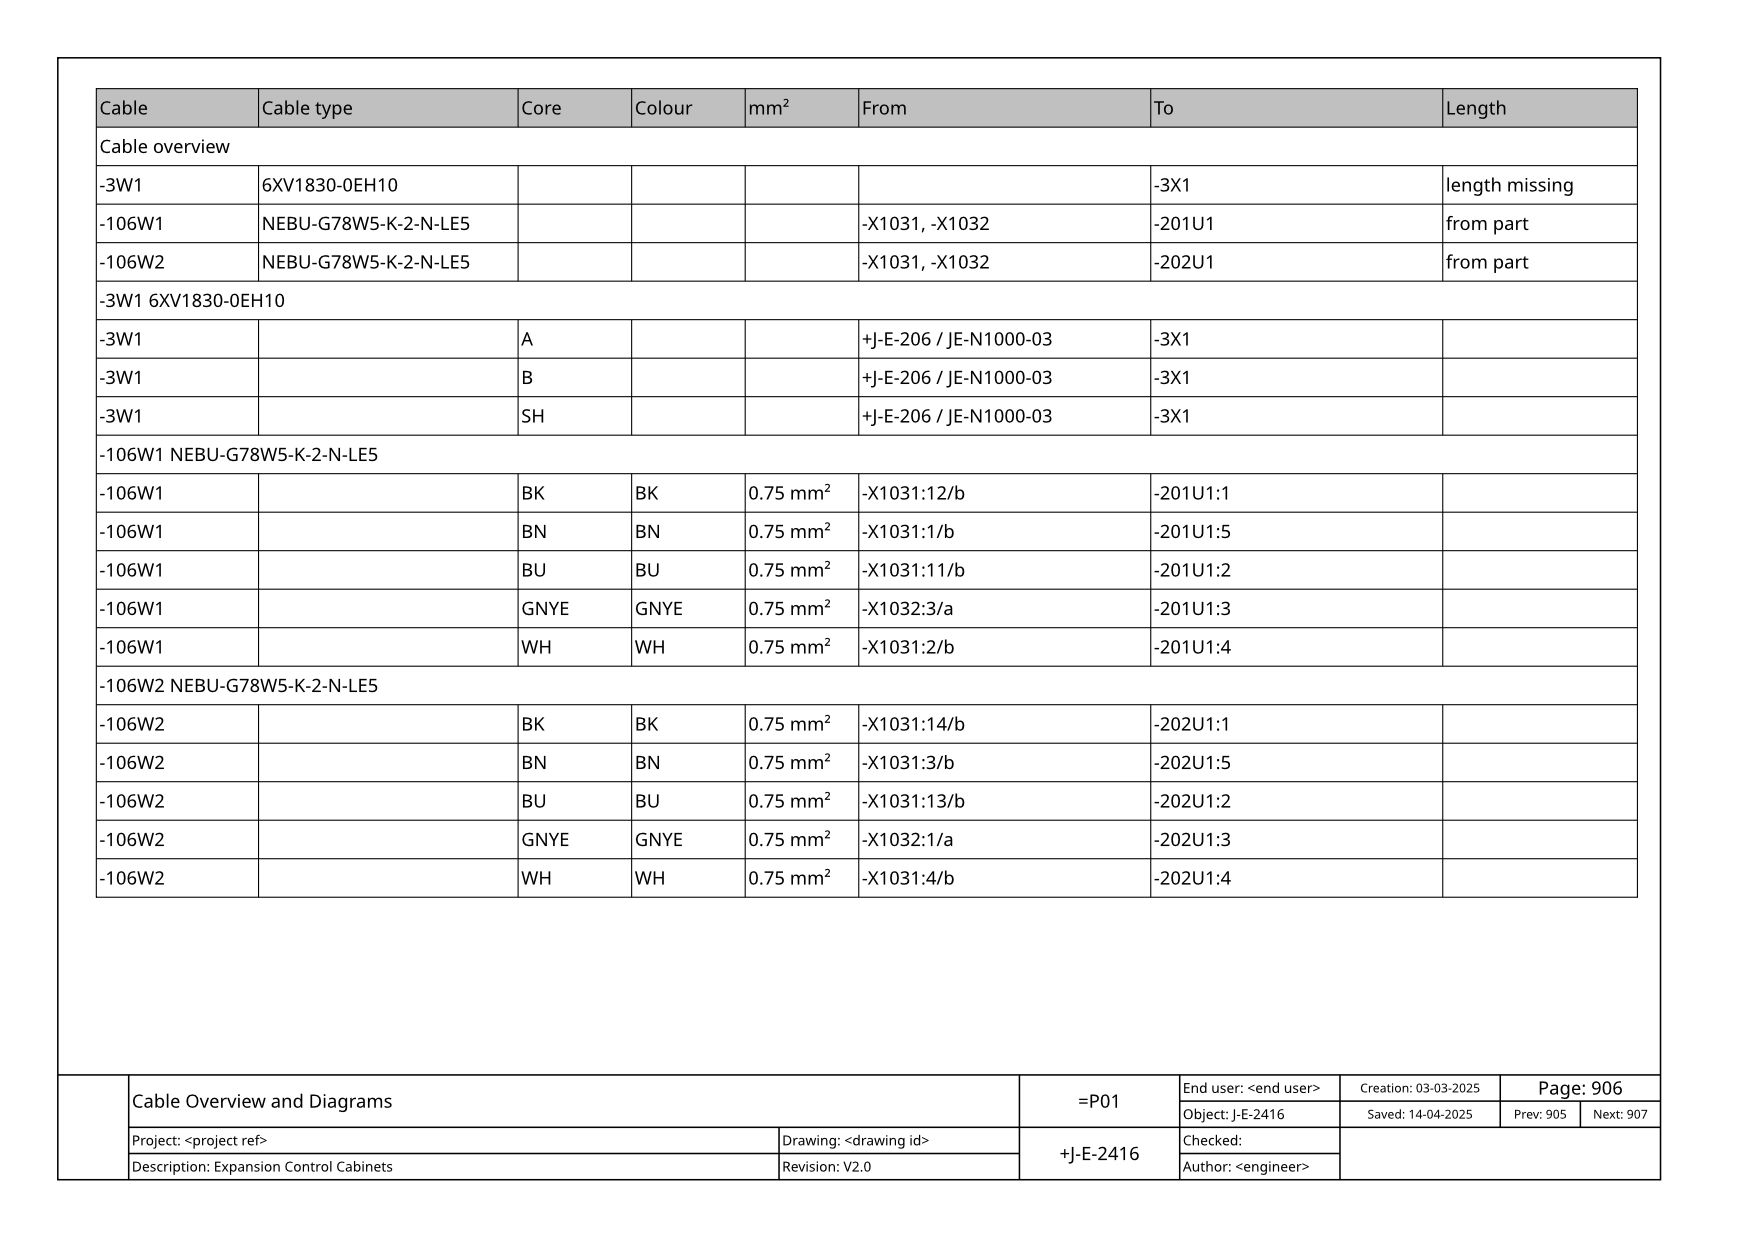 Cable Cable type Core Colour mm² From To Length
Cable overview
-3W1 6XV1830-0EH10 -3X1 length missing
-106W1 NEBU-G78W5-K-2-N-LE5 -X1031, -X1032 -201U1 from part
-106W2 NEBU-G78W5-K-2-N-LE5 -X1031, -X1032 -202U1 from part
-3W1 6XV1830-0EH10
-3W1 A +J-E-206 / JE-N1000-03 -3X1
-3W1 B +J-E-206 / JE-N1000-03 -3X1
-3W1 SH +J-E-206 / JE-N1000-03 -3X1
-106W1 NEBU-G78W5-K-2-N-LE5
-106W1 BK BK 0.75 mm² -X1031:12/b -201U1:1
-106W1 BN BN 0.75 mm² -X1031:1/b -201U1:5
-106W1 BU BU 0.75 mm² -X1031:11/b -201U1:2
-106W1 GNYE GNYE 0.75 mm² -X1032:3/a -201U1:3
-106W1 WH WH 0.75 mm² -X1031:2/b -201U1:4
-106W2 NEBU-G78W5-K-2-N-LE5
-106W2 BK BK 0.75 mm² -X1031:14/b -202U1:1
-106W2 BN BN 0.75 mm² -X1031:3/b -202U1:5
-106W2 BU BU 0.75 mm² -X1031:13/b -202U1:2
-106W2 GNYE GNYE 0.75 mm² -X1032:1/a -202U1:3
-106W2 WH WH 0.75 mm² -X1031:4/b -202U1:4
Cable Overview and Diagrams
=P01
End user: <end user> Creation: 03-03-2025 Page: 906
Object: J-E-2416 Saved: 14-04-2025 Prev: 905 Next: 907
Project: <project ref> Drawing: <drawing id>
+J-E-2416
Checked:
Description: Expansion Control Cabinets Revision: V2.0
Author: <engineer>